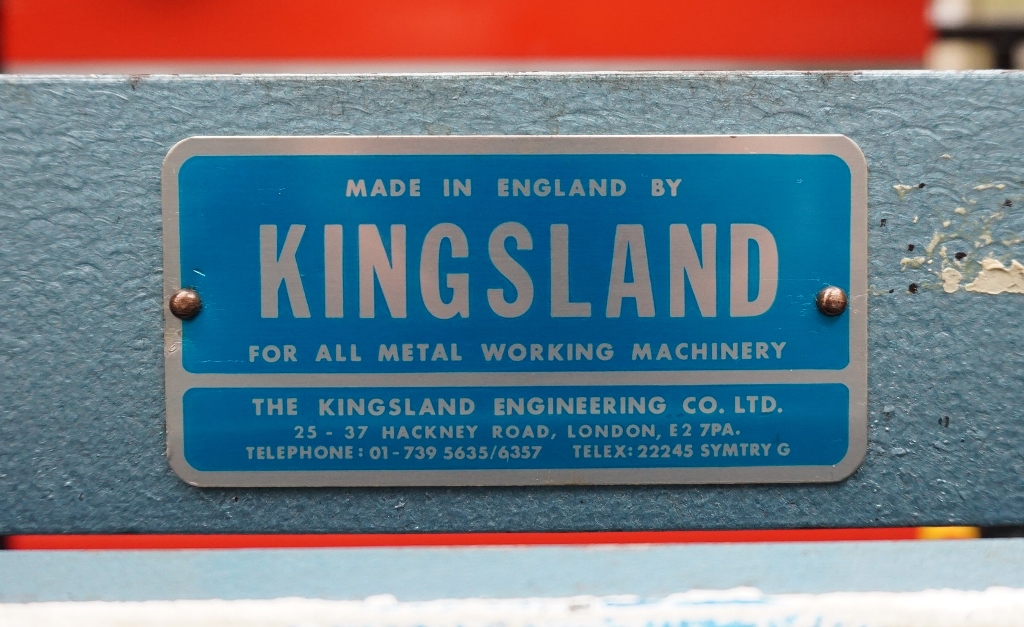 MADE IN ENGLAND BY
KINGSLAND
FOR ALL METAL WORKING MACHINERY
THE KINGSLAND ENGINEERING CO. LTD.
25 - 37 HACKNEY ROAD, LONDON, E2 7PA.
TELEPHONE: 01-739 5635/6357 TELEX: 22245 SYMTRY G